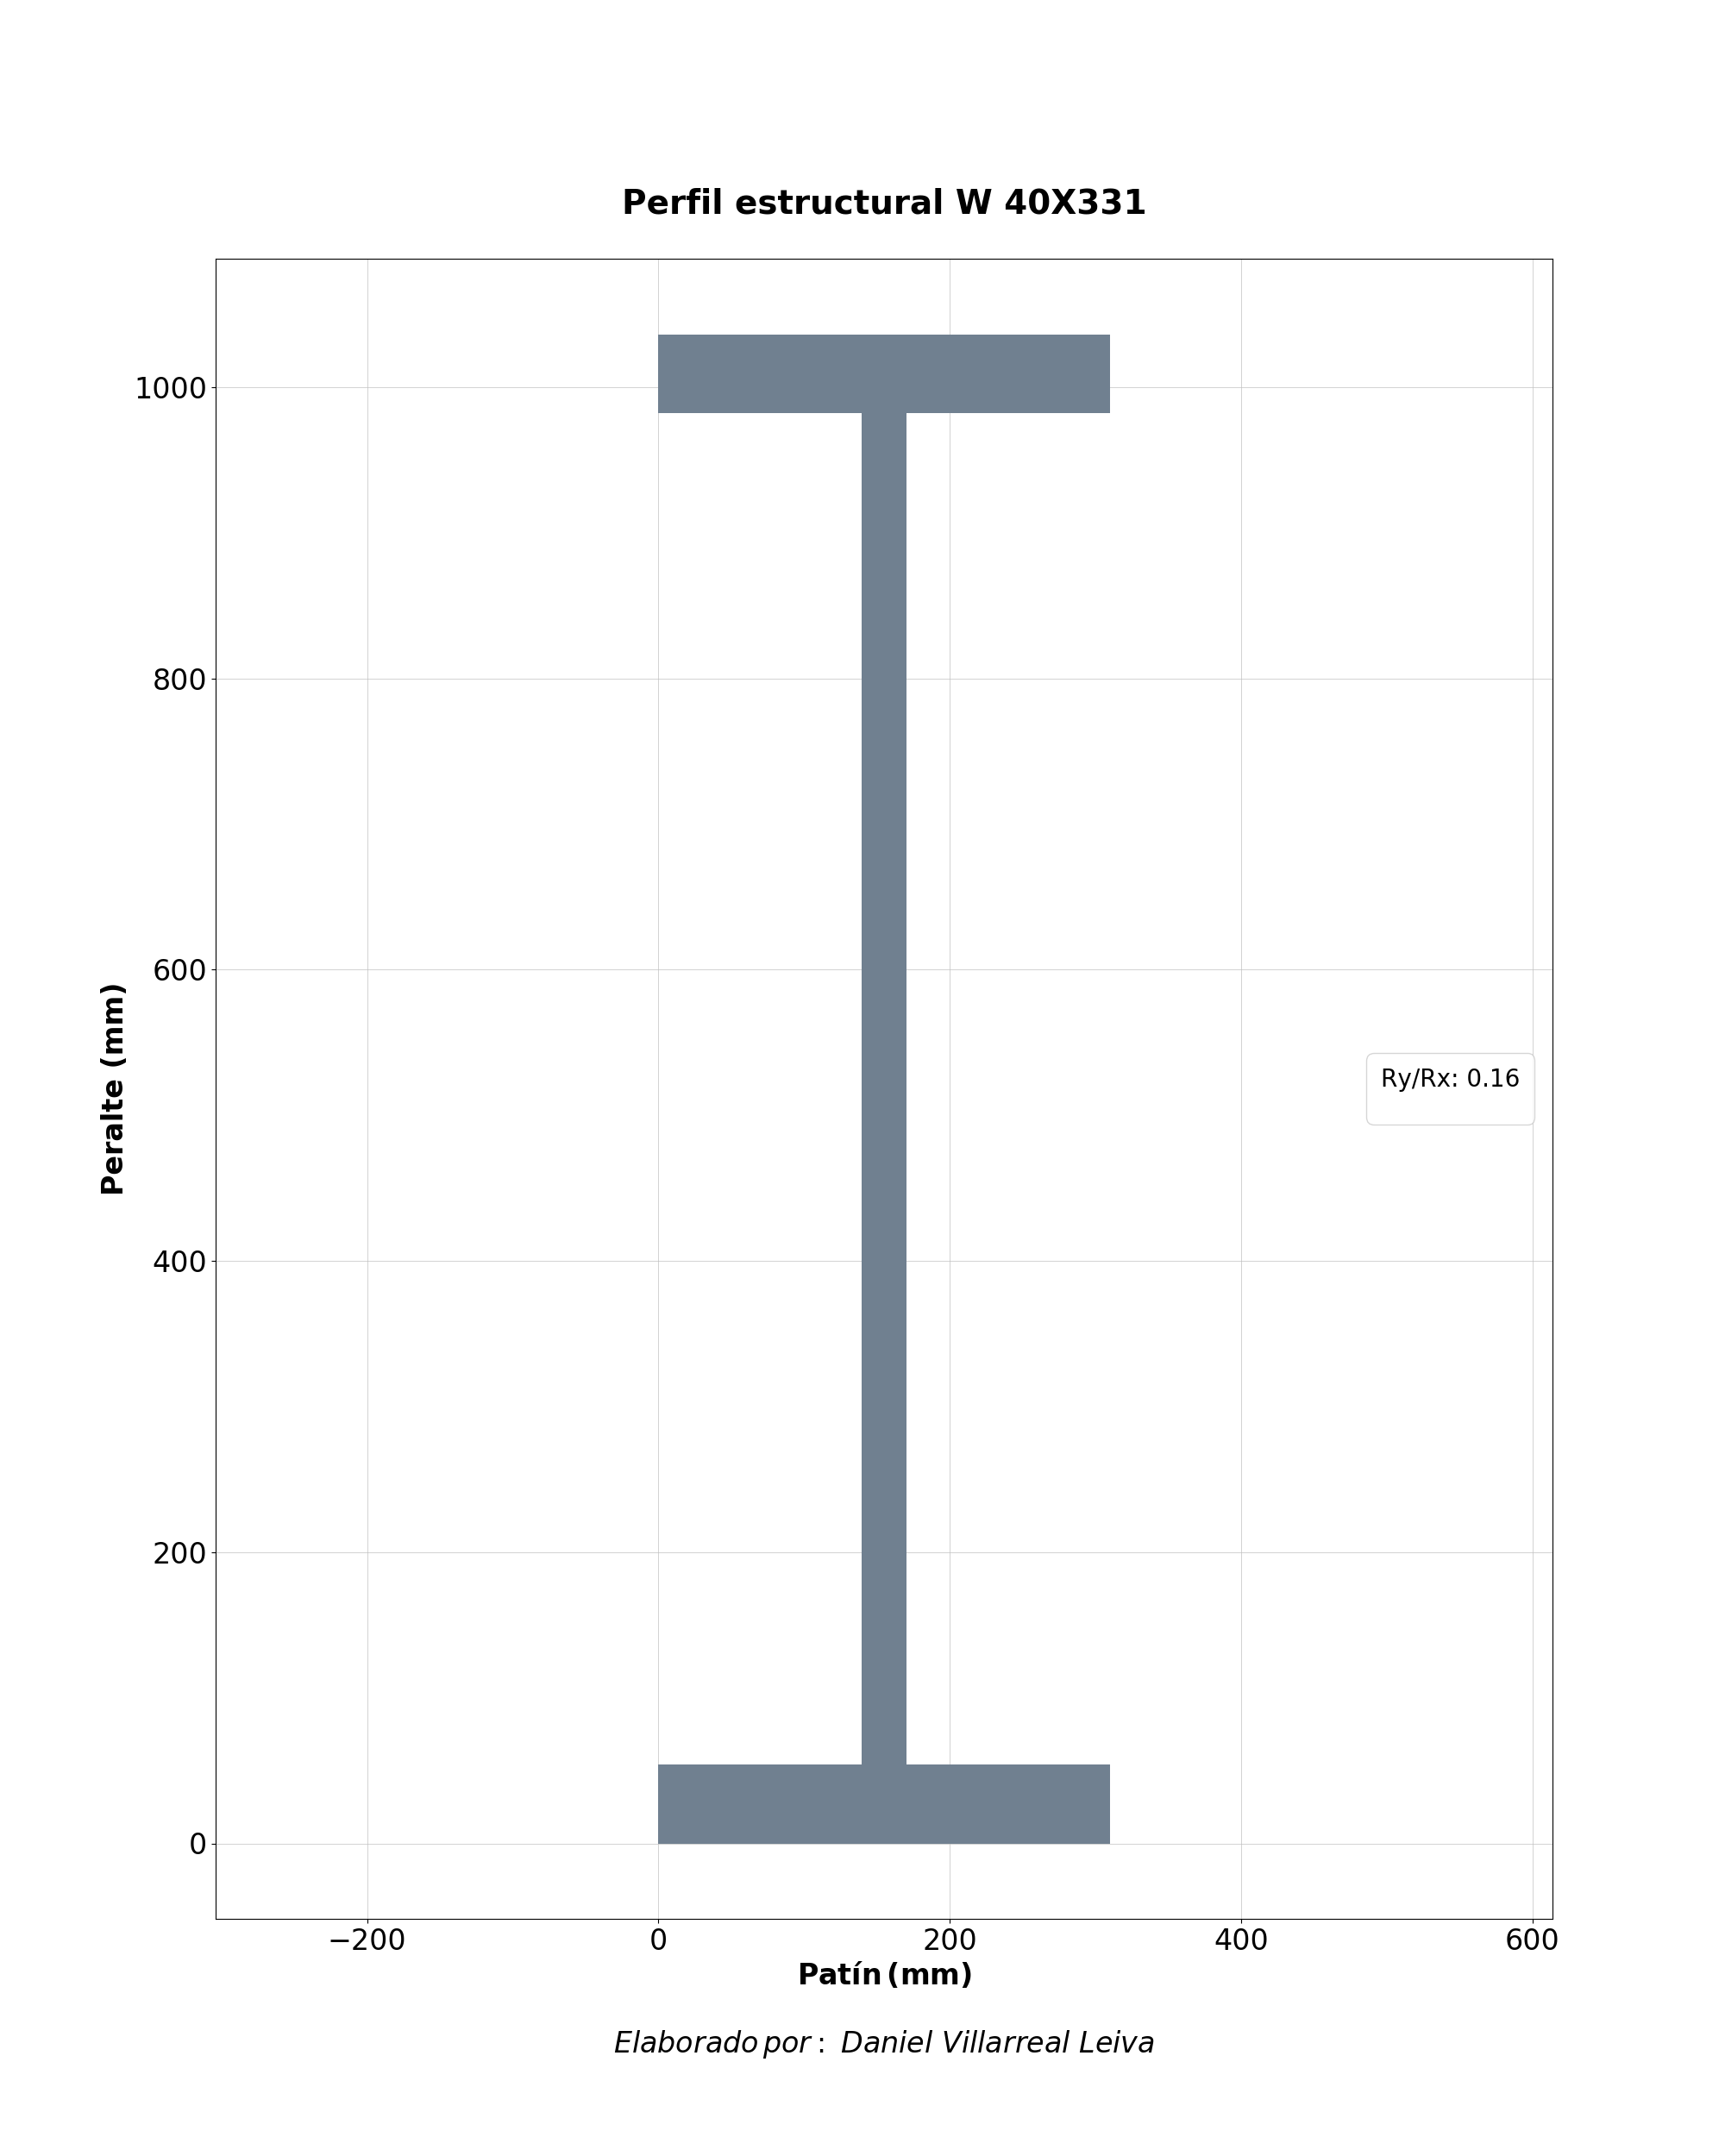 Perfil estructural W 40X331
1000
800
600
400
200
0
Peralte (mm)
Ry/Rx: 0.16
−200 0 200 400 600
Patín (mm)
Elaborado por: Daniel Villarreal Leiva